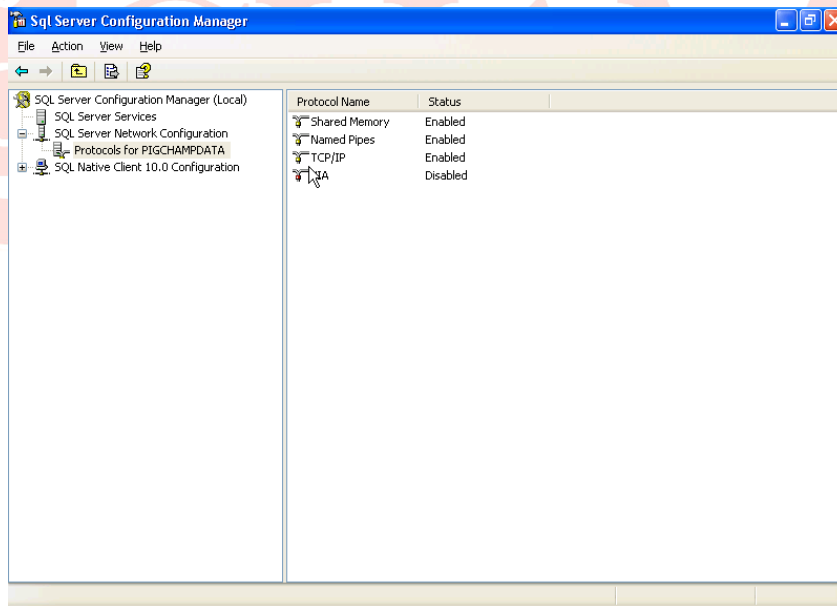 Sql Server Configuration Manager
File Action View Help
SQL Server Configuration Manager (Local)
SQL Server Services
SQL Server Network Configuration
Protocols for PIGCHAMPDATA
SQL Native Client 10.0 Configuration
Protocol Name Status
Shared Memory Enabled
Named Pipes Enabled
TCP/IP Enabled
Disabled